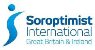 Soroptimist
International
Great Britain & Ireland